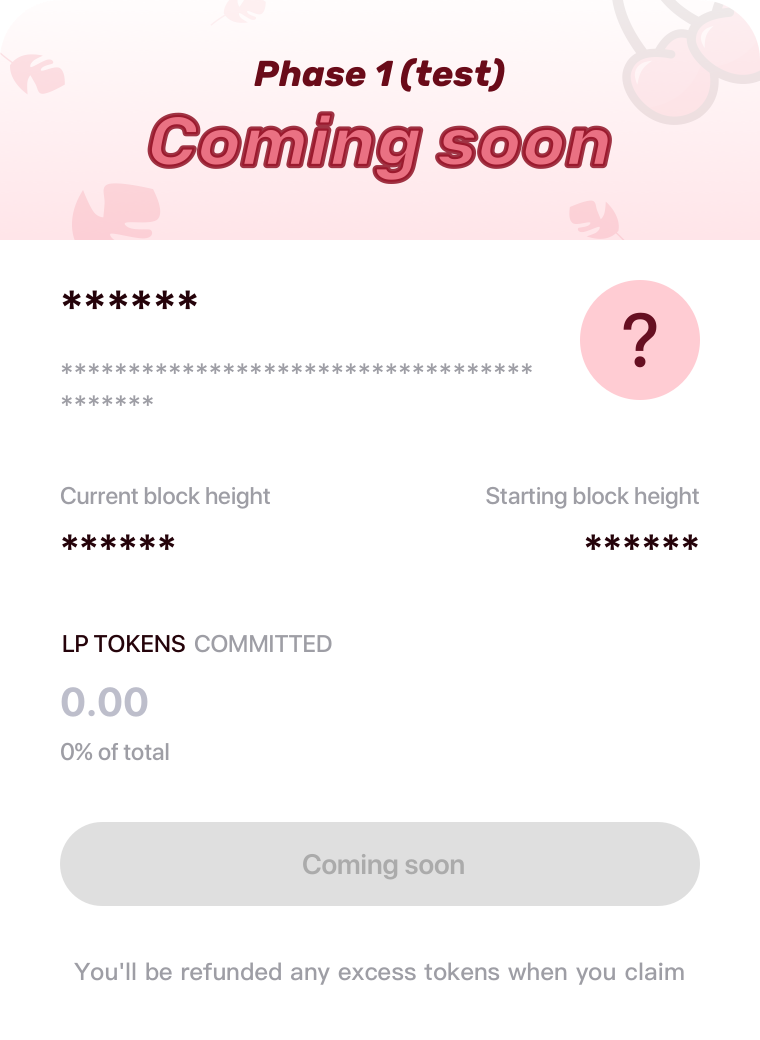 Phase 1 (test)
Coming soon
******
?
***********************************
*******
Current block height
Starting block height
******
******
LP TOKENS COMMITTED
0.00
0% of total
Coming soon
You'll be refunded any excess tokens when you claim